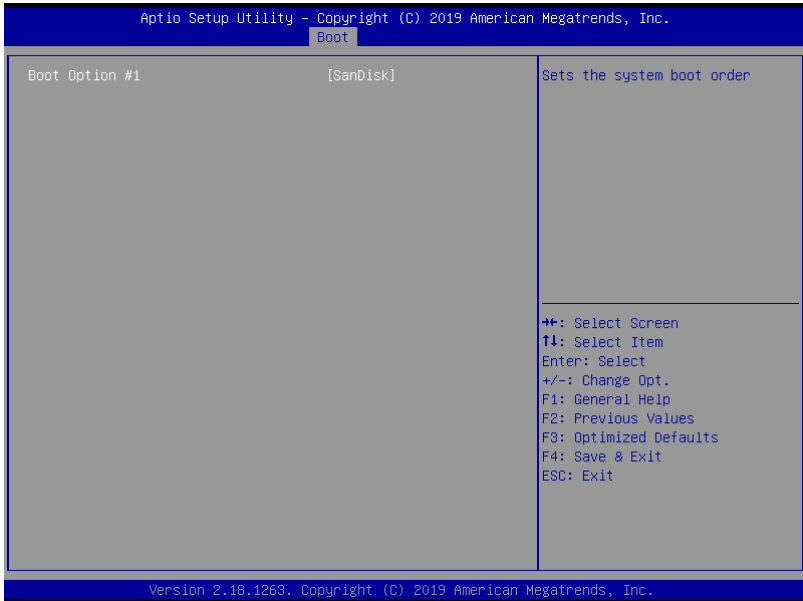 Aptio Setup Utility – Copyright (C) 2019 American Megatrends, Inc.
Boot
Boot Option #1 [SanDisk]
Sets the system boot order
→←: Select Screen
↑↓: Select Item
Enter: Select
+/-: Change Opt.
F1: General Help
F2: Previous Values
F3: Optimized Defaults
F4: Save & Exit
ESC: Exit
Version 2.18.1263. Copyright (C) 2019 American Megatrends, Inc.